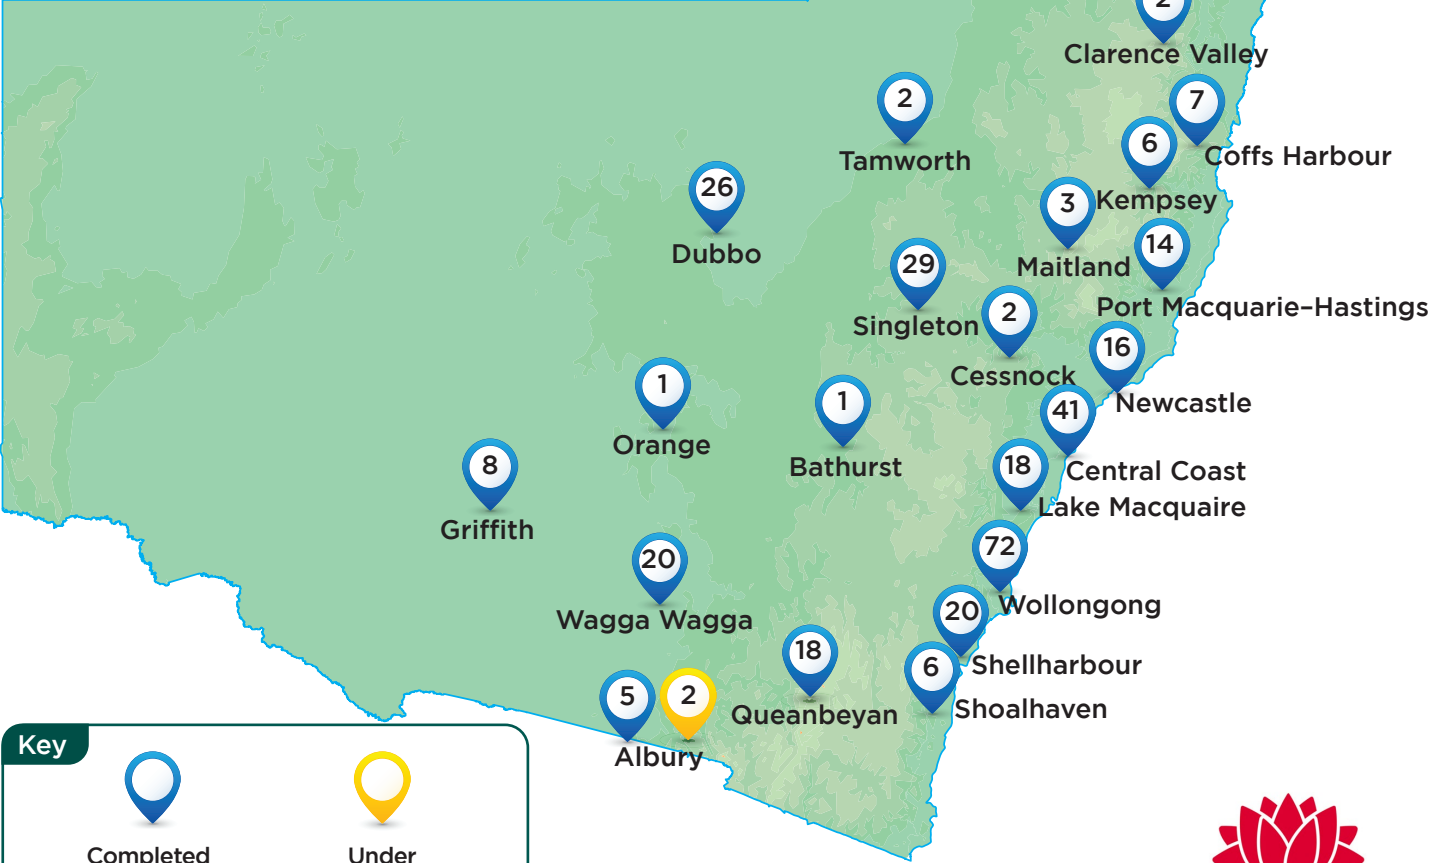 2
Clarence Valley
7
Coffs Harbour
2
Tamworth
6
Kempsey
26
Dubbo
3
Maitland
14
Port Macquarie–Hastings
29
Singleton
2
Cessnock
16
Newcastle
1
Orange
1
Bathurst
41
Central Coast
8
Griffith
18
Lake Macquaire
72
Wollongong
20
Wagga Wagga
20
Shellharbour
18
Queanbeyan
6
Shoalhaven
5
2
Albury
Key
Completed
Under